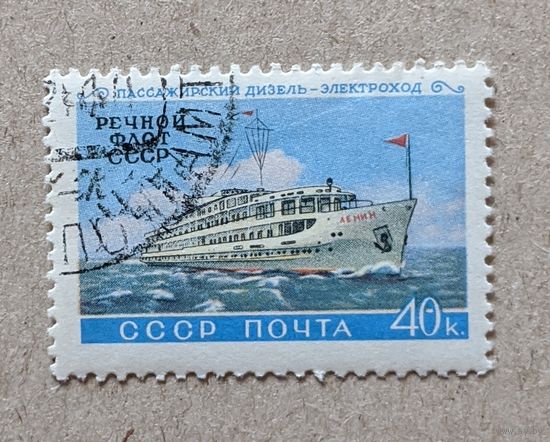 ПАССАЖИРСКИЙ ДИЗЕЛЬ-ЭЛЕКТРОХОД
РЕЧНОЙ
ФЛОТ
СССР
ЛЕНИН
СССР ПОЧТА 40к.